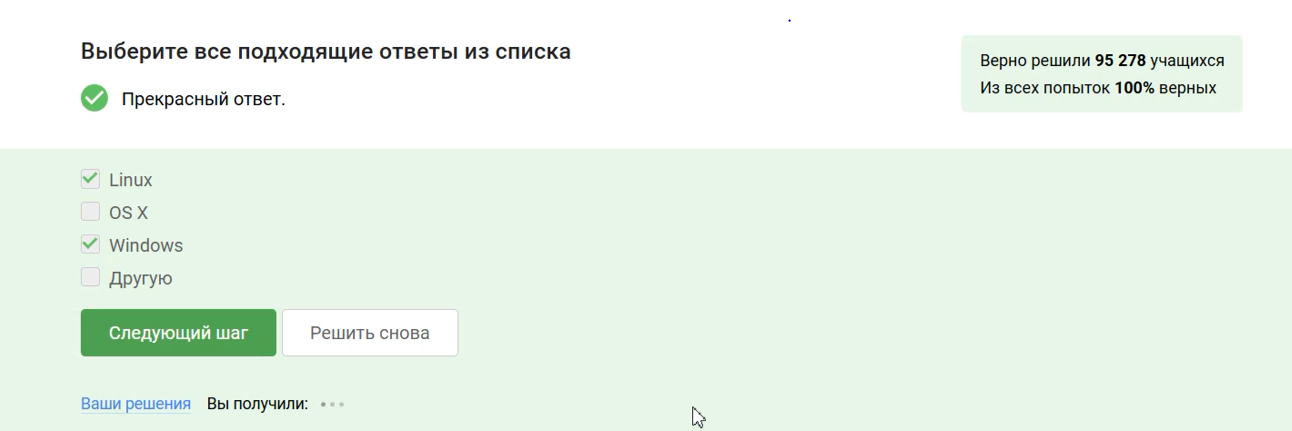 Выберите все подходящие ответы из списка
Верно решили 95 278 учащихся
Из всех попыток 100% верных
Прекрасный ответ.
Linux
OS X
Windows
Другую
Следующий шаг
Решить снова
Ваши решения Вы получили: